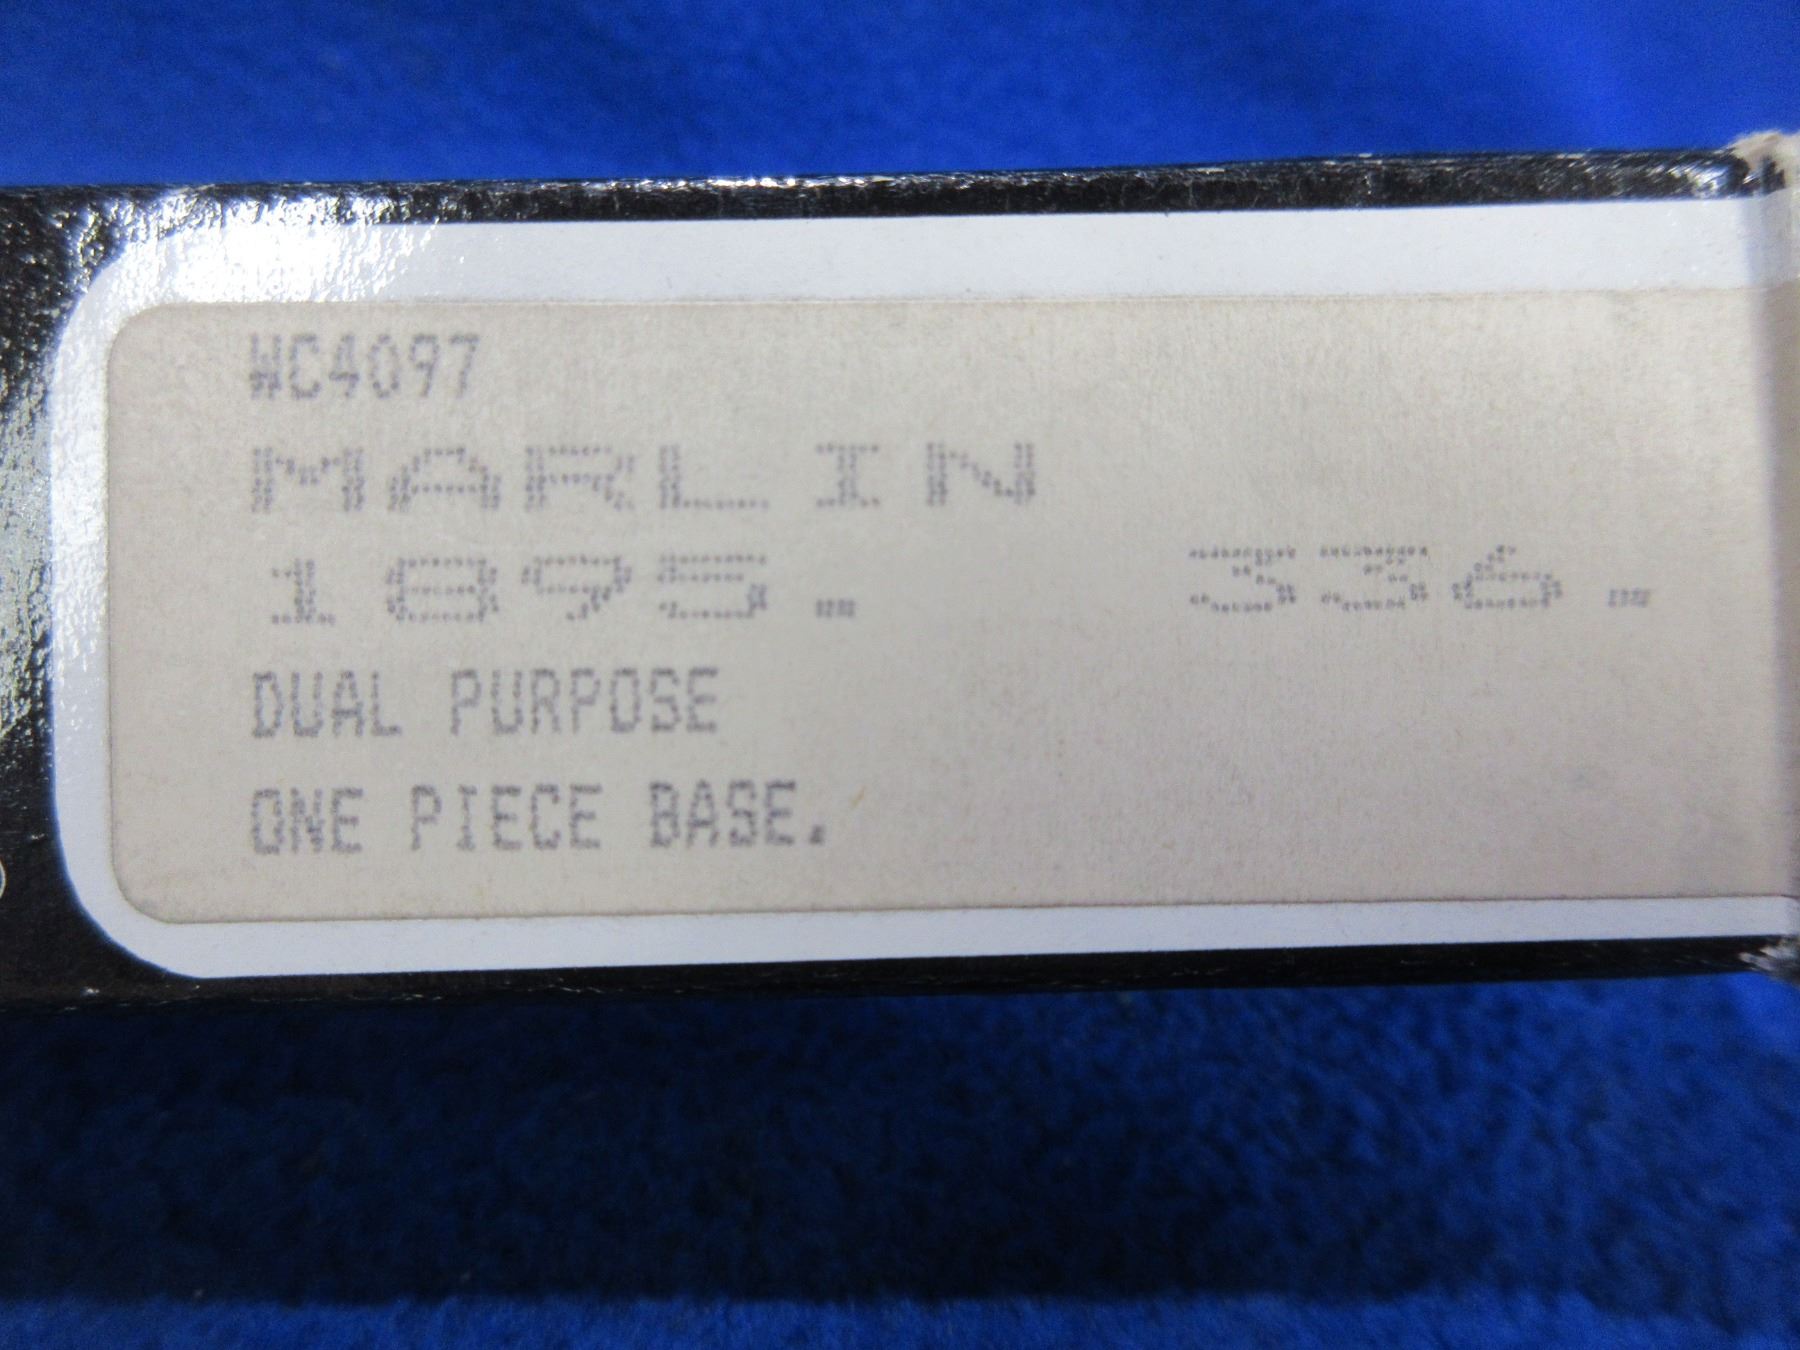 WC4097
MARLIN
1895. 336.
DUAL PURPOSE
ONE PIECE BASE.